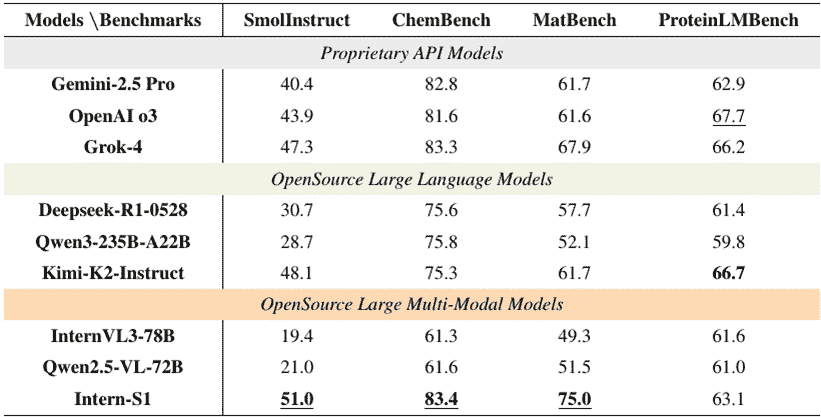 Models \Benchmarks SmolInstruct ChemBench MatBench ProteinLMBench
Proprietary API Models
Gemini-2.5 Pro 40.4 82.8 61.7 62.9
OpenAI o3 43.9 81.6 61.6 67.7
Grok-4 47.3 83.3 67.9 66.2
OpenSource Large Language Models
Deepseek-R1-0528 30.7 75.6 57.7 61.4
Qwen3-235B-A22B 28.7 75.8 52.1 59.8
Kimi-K2-Instruct 48.1 75.3 61.7 66.7
OpenSource Large Multi-Modal Models
InternVL3-78B 19.4 61.3 49.3 61.6
Qwen2.5-VL-72B 21.0 61.6 51.5 61.0
Intern-S1 51.0 83.4 75.0 63.1